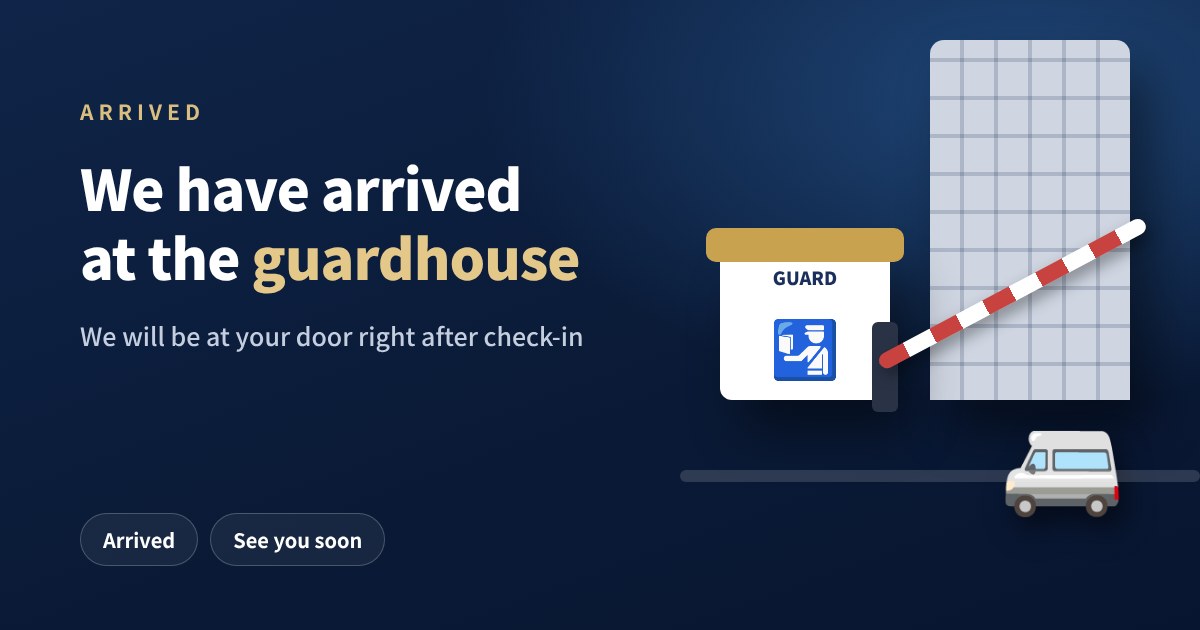 ARRIVED
We have arrived
at the guardhouse
We will be at your door right after check-in
GUARD
Arrived
See you soon